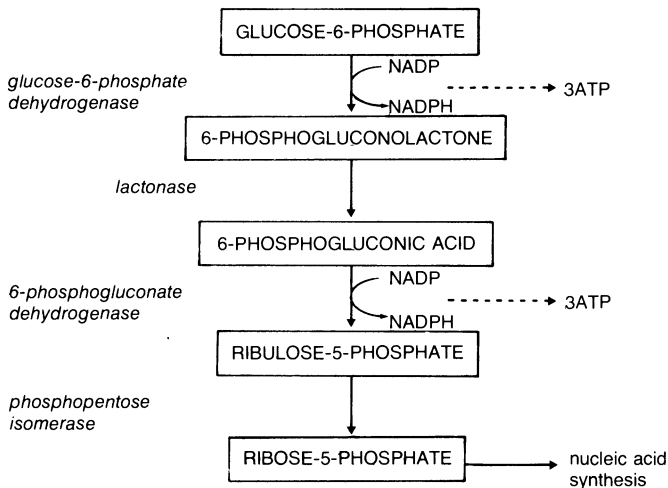 GLUCOSE-6-PHOSPHATE
glucose-6-phosphate
dehydrogenase
NADP
NADPH
3ATP
6-PHOSPHOGLUCONOLACTONE
lactonase
6-PHOSPHOGLUCONIC ACID
6-phosphogluconate
dehydrogenase
NADP
NADPH
3ATP
RIBULOSE-5-PHOSPHATE
phosphopentose
isomerase
RIBOSE-5-PHOSPHATE
nucleic acid
synthesis